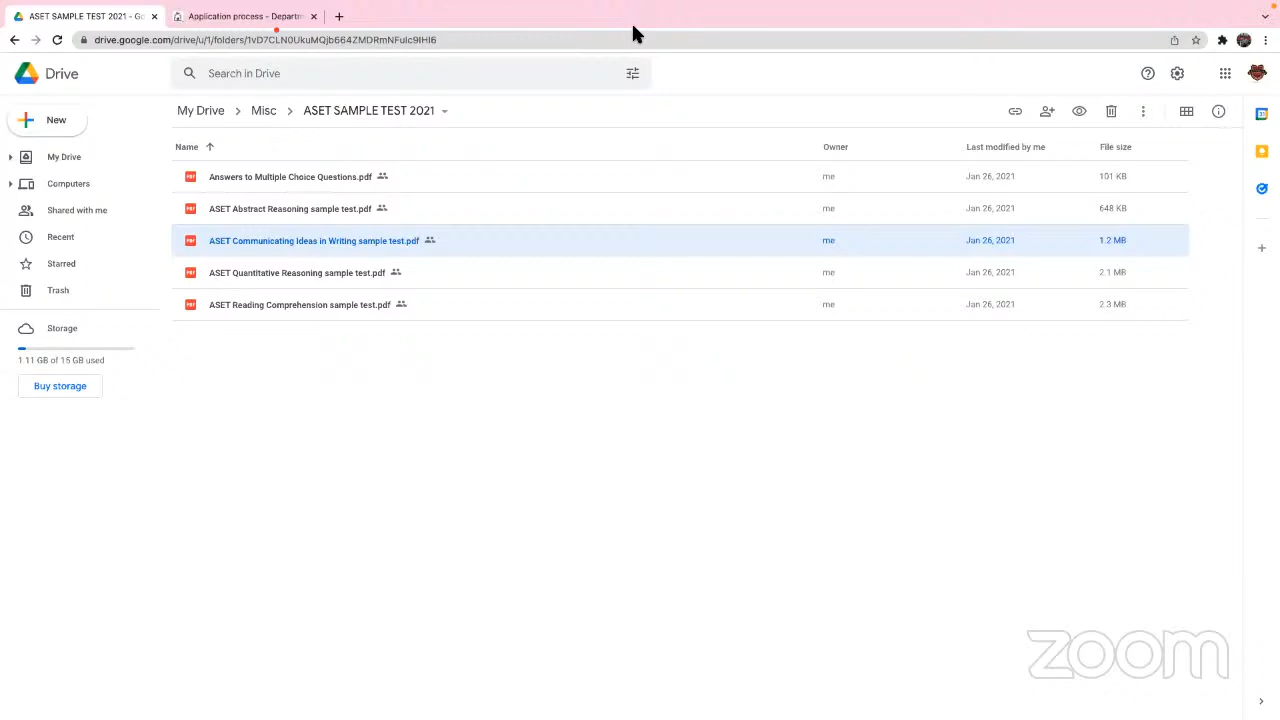 ASET SAMPLE TEST 2021 - Go
Application process – Departm
drive.google.com/drive/u/1/folders/1vD7CLN0UkuMQjb664ZMDRmNFulc9IHI6
Drive
Search in Drive
New
My Drive
Computers
Shared with me
Recent
Starred
Trash
Storage
1.11 GB of 15 GB used
Buy storage
My Drive > Misc > ASET SAMPLE TEST 2021
Name Owner Last modified by me File size
PDF Answers to Multiple Choice Questions.pdf me Jan 26, 2021 101 KB
PDF ASET Abstract Reasoning sample test.pdf me Jan 26, 2021 648 KB
PDF ASET Communicating Ideas in Writing sample test.pdf me Jan 26, 2021 1.2 MB
PDF ASET Quantitative Reasoning sample test.pdf me Jan 26, 2021 2.1 MB
PDF ASET Reading Comprehension sample test.pdf me Jan 26, 2021 2.3 MB
zoom